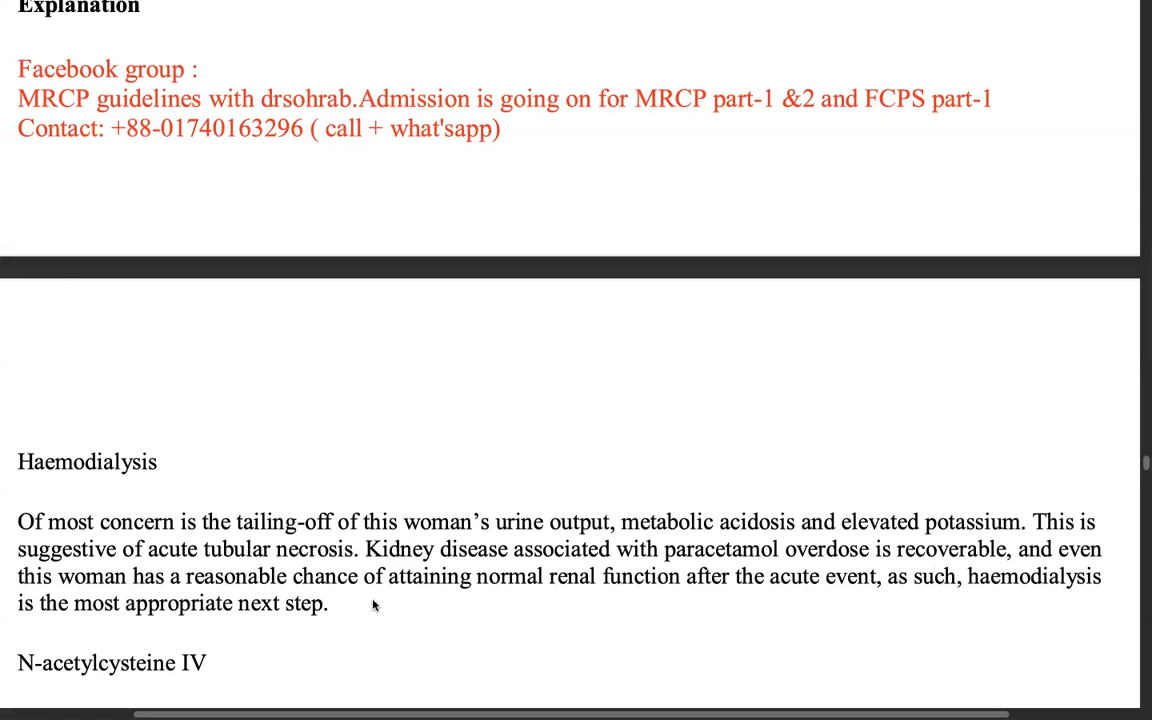 Explanation
Facebook group :
MRCP guidelines with drsohrab.Admission is going on for MRCP part-1 &2 and FCPS part-1
Contact: +88-01740163296 ( call + what'sapp)
Haemodialysis
Of most concern is the tailing-off of this woman’s urine output, metabolic acidosis and elevated potassium. This is
suggestive of acute tubular necrosis. Kidney disease associated with paracetamol overdose is recoverable, and even
this woman has a reasonable chance of attaining normal renal function after the acute event, as such, haemodialysis
is the most appropriate next step.
N-acetylcysteine IV